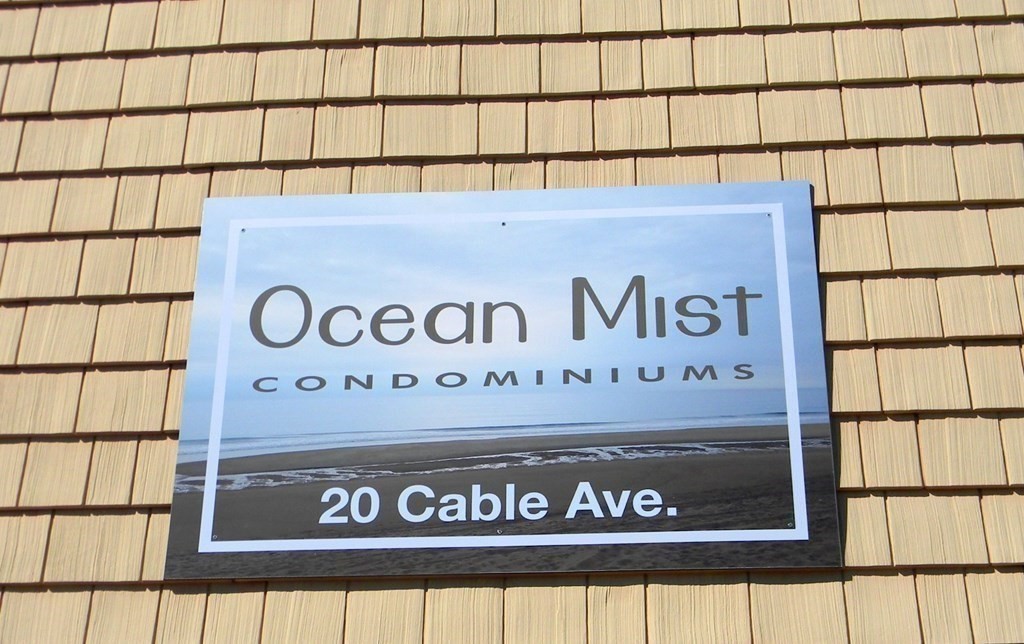 Ocean Mist
CONDOMINIUMS
20 Cable Ave.